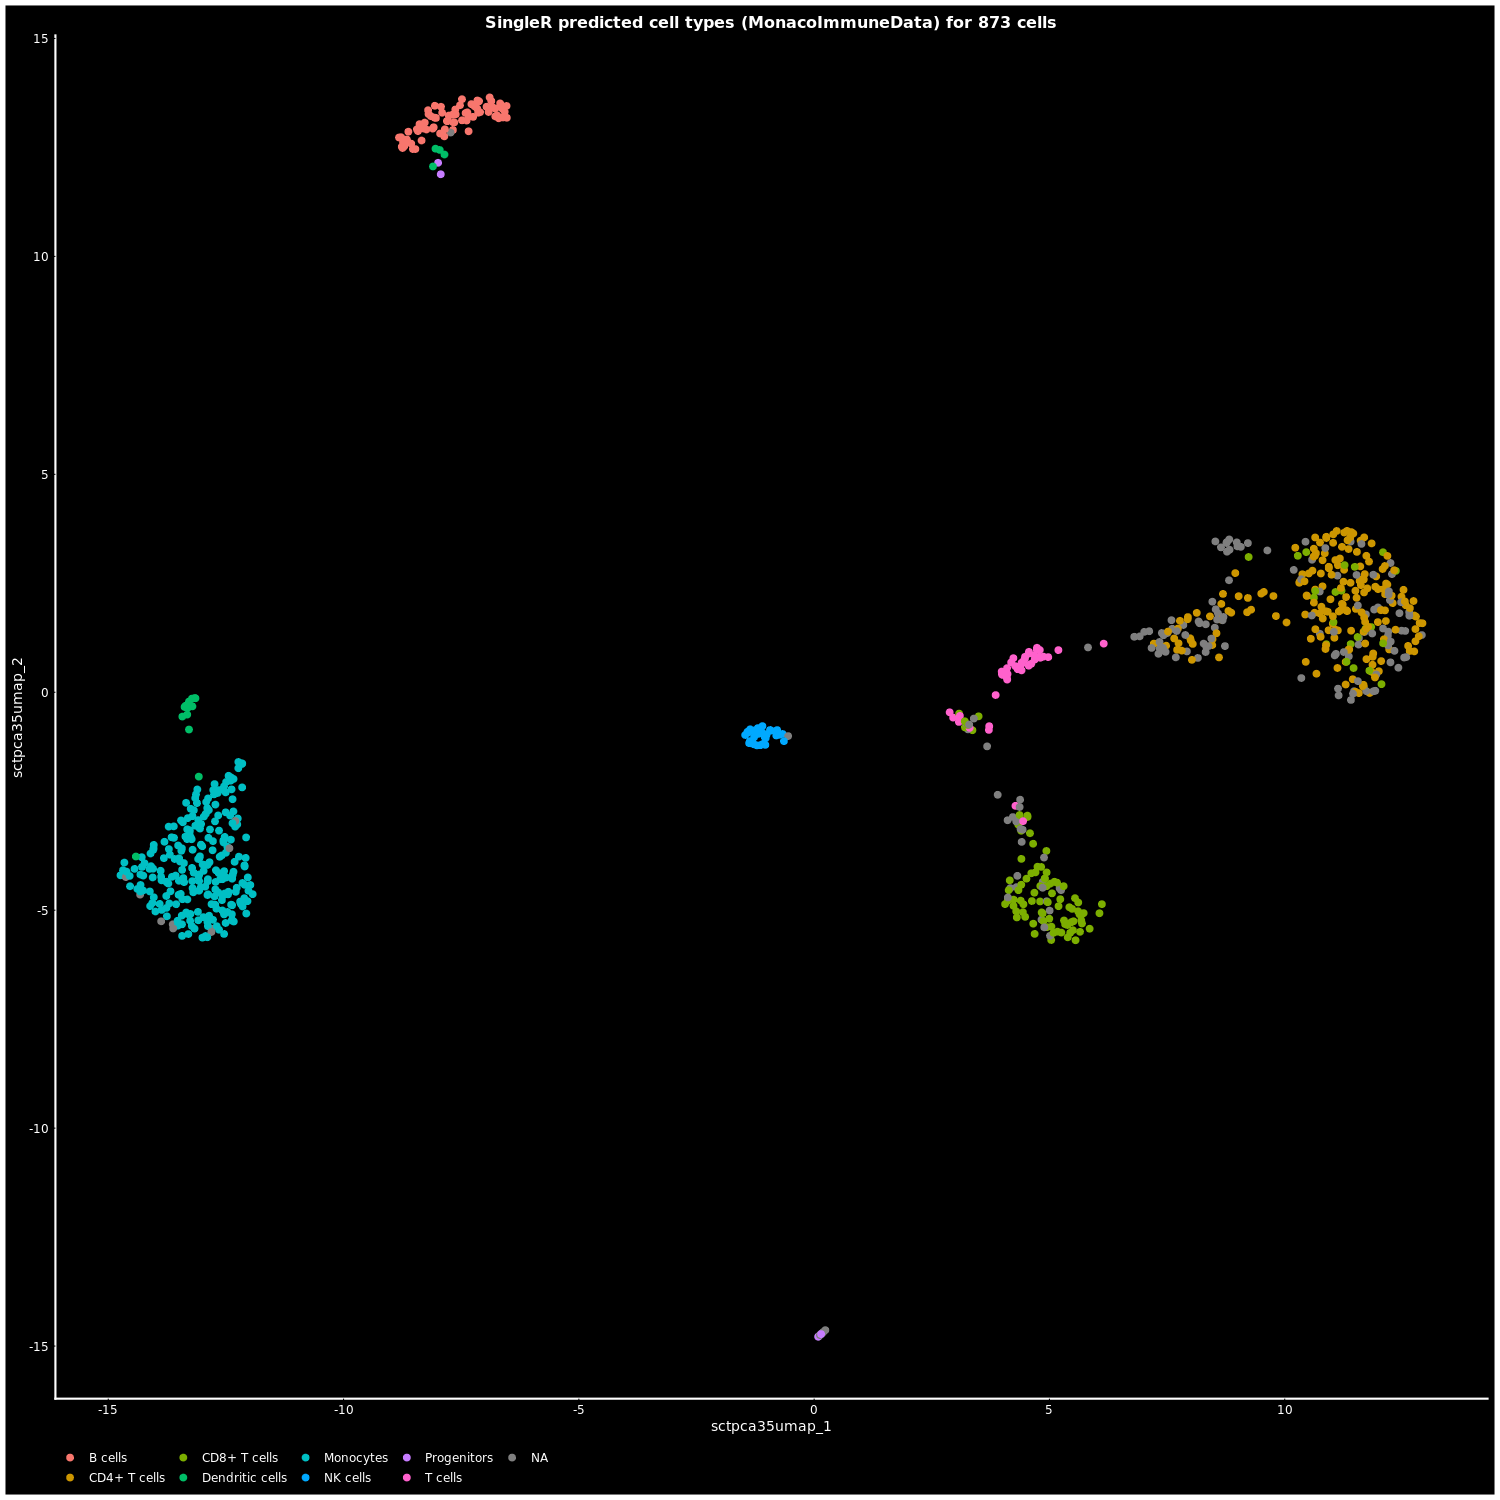 SingleR predicted cell types (MonacoImmuneData) for 873 cells
15
10
5
0
-5
-10
-15
sctpca35umap_2
-15 -10 -5 0 5 10
sctpca35umap_1
B cells CD8+ T cells Monocytes Progenitors NA
CD4+ T cells Dendritic cells NK cells T cells